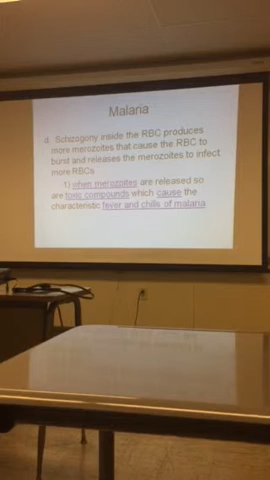 Malaria
d. Schizogony inside the RBC produces
more merozoites that cause the RBC to
burst and releases the merozoites to infect
more RBCs
1) when merozoites are released so
are toxic compounds which cause the
characteristic fever and chills of malaria